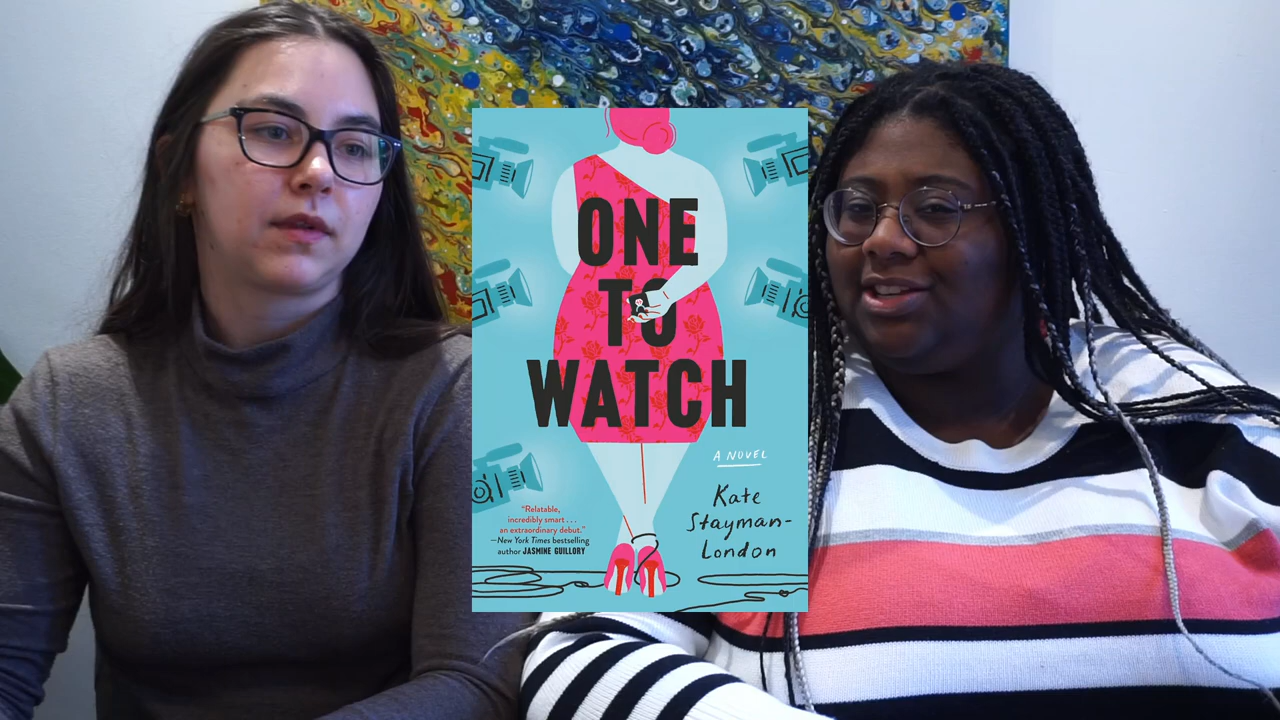 ONE
TO
WATCH
A NOVEL
Kate
Stayman-
London
“Relatable,
incredibly smart . . .
an extraordinary debut.”
—New York Times bestselling
author JASMINE GUILLORY